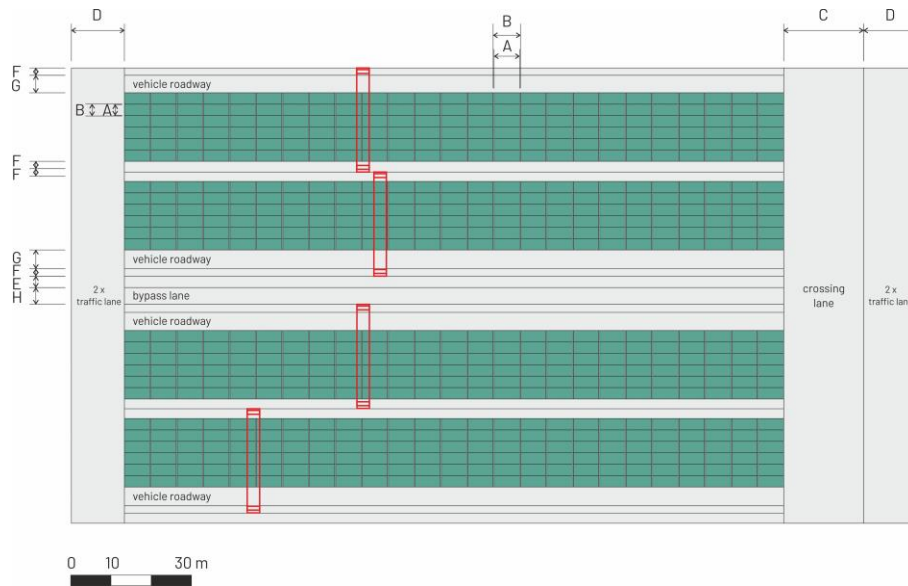 D
B
C
D
A
F
G
vehicle roadway
B
A
F
F
G
vehicle roadway
F
E
H
2 x
traffic lane
bypass lane
crossing
lane
2 x
traffic lane
vehicle roadway
vehicle roadway
0 10 30 m